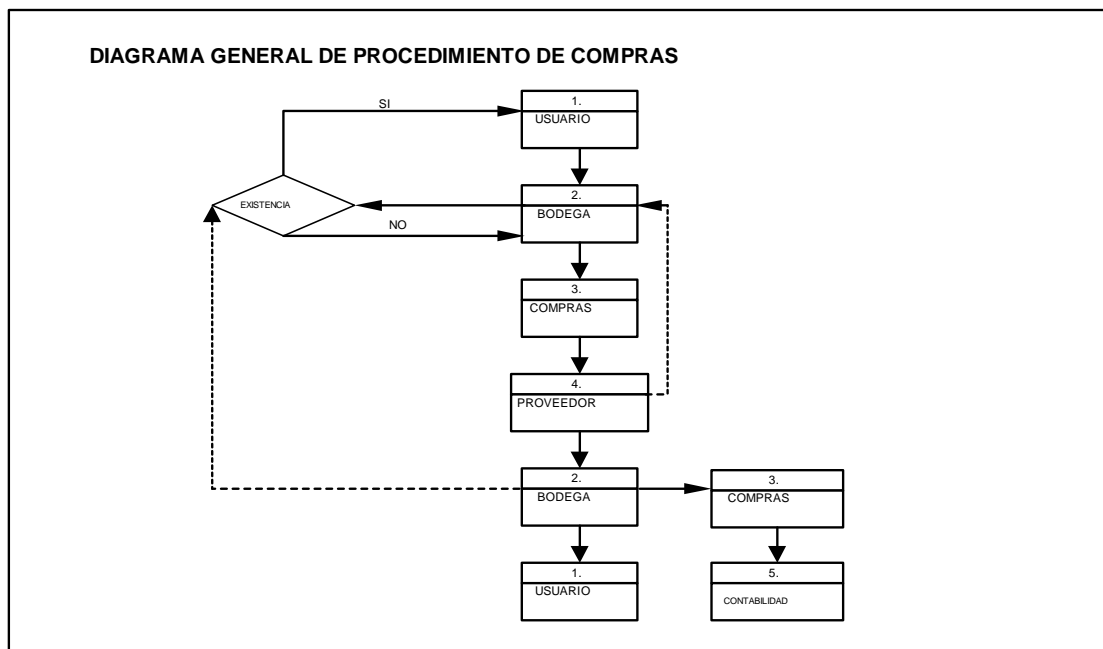 DIAGRAMA GENERAL DE PROCEDIMIENTO DE COMPRAS
SI
1.
USUARIO
EXISTENCIA
2.
BODEGA
NO
3.
COMPRAS
4.
PROVEEDOR
2.
BODEGA
3.
COMPRAS
1.
USUARIO
5.
CONTABILIDAD